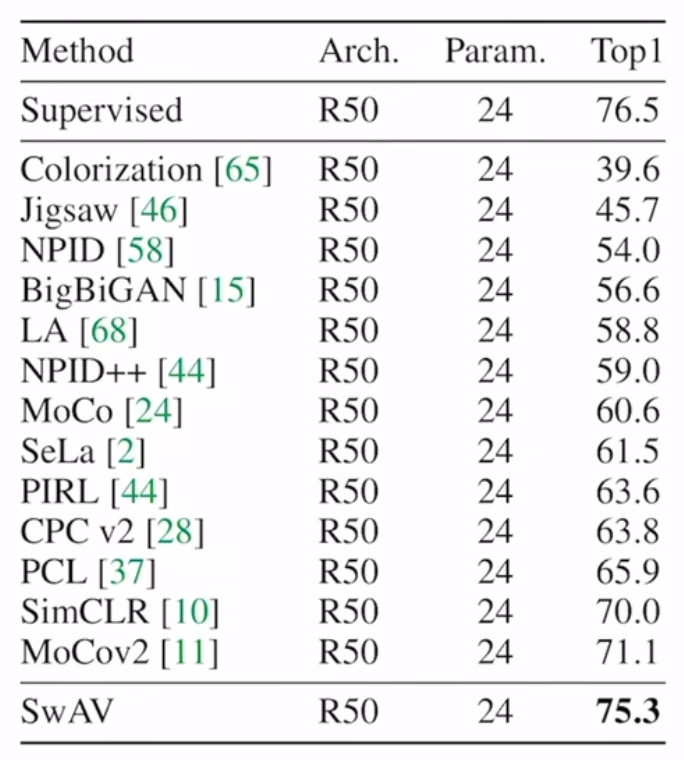 Method Arch. Param. Top1
Supervised R50 24 76.5
Colorization [65] R50 24 39.6
Jigsaw [46] R50 24 45.7
NPID [58] R50 24 54.0
BigBiGAN [15] R50 24 56.6
LA [68] R50 24 58.8
NPID++ [44] R50 24 59.0
MoCo [24] R50 24 60.6
SeLa [2] R50 24 61.5
PIRL [44] R50 24 63.6
CPC v2 [28] R50 24 63.8
PCL [37] R50 24 65.9
SimCLR [10] R50 24 70.0
MoCov2 [11] R50 24 71.1
SwAV R50 24 75.3